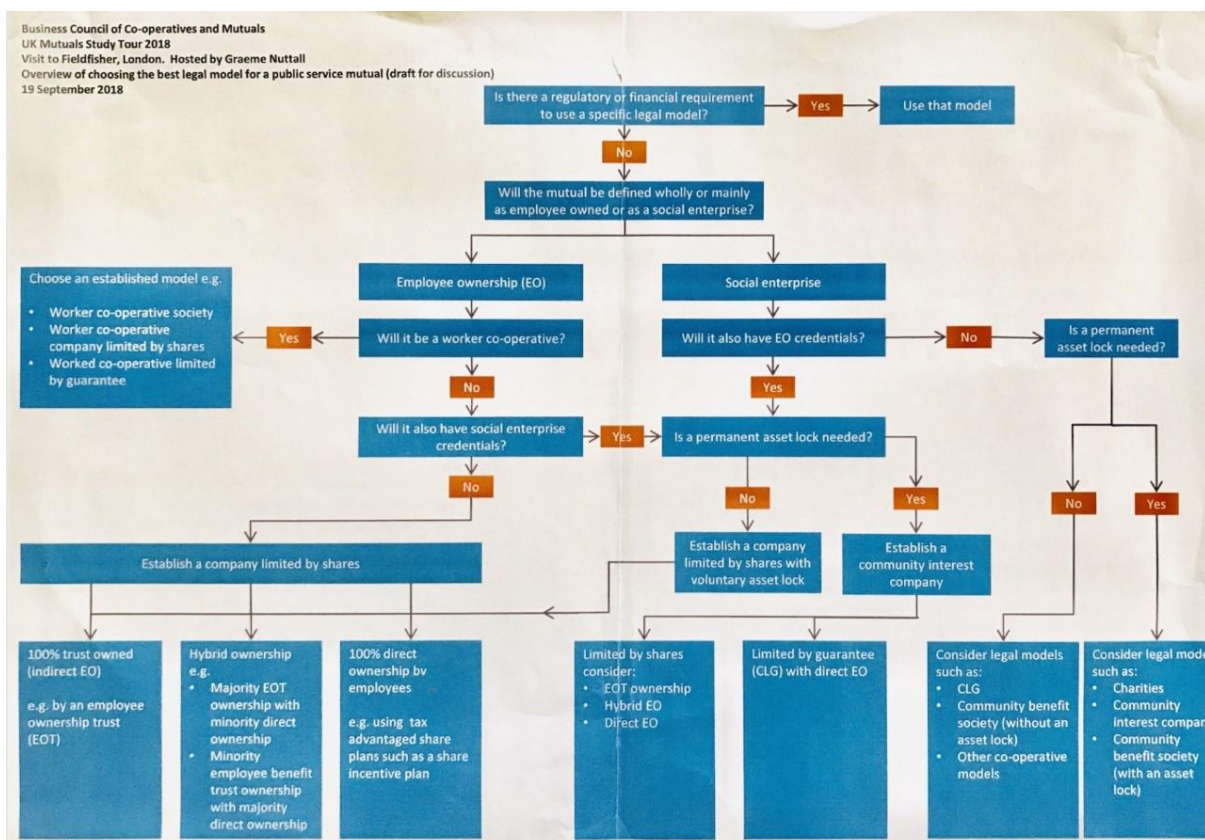 Business Council of Co-operatives and Mutuals
UK Mutuals Study Tour 2018
Visit to Fieldfisher, London. Hosted by Graeme Nuttall
Overview of choosing the best legal model for a public service mutual (draft for discussion)
19 September 2018
Is there a regulatory or financial requirement
to use a specific legal model?
Yes
Use that model
No
Will the mutual be defined wholly or mainly
as employee owned or as a social enterprise?
Employee ownership (EO)
Social enterprise
Choose an established model e.g.
• Worker co-operative society
• Worker co-operative
company limited by shares
• Worked co-operative limited
by guarantee
Yes
Will it be a worker co-operative?
Will it also have EO credentials?
No
Is a permanent
asset lock needed?
No
Yes
Will it also have social enterprise
credentials?
Yes
Is a permanent asset lock needed?
No
No
Yes
No
Yes
Establish a company limited by shares
Establish a company
limited by shares with
voluntary asset lock
Establish a
community interest
company
100% trust owned
(indirect EO)
e.g. by an employee
ownership trust
(EOT)
Hybrid ownership
e.g.
• Majority EOT
ownership with
minority direct
ownership
• Minority
employee benefit
trust ownership
with majority
direct ownership
100% direct
ownership by
employees
e.g. using tax
advantaged share
plans such as a share
incentive plan
Limited by shares
consider:
• EOT ownership
• Hybrid EO
• Direct EO
Limited by guarantee
(CLG) with direct EO
Consider legal models
such as:
• CLG
• Community benefit
society (without an
asset lock)
• Other co-operative
models
Consider legal mode
such as:
• Charities
• Community
interest compan
• Community
benefit society
(with an asset
lock)